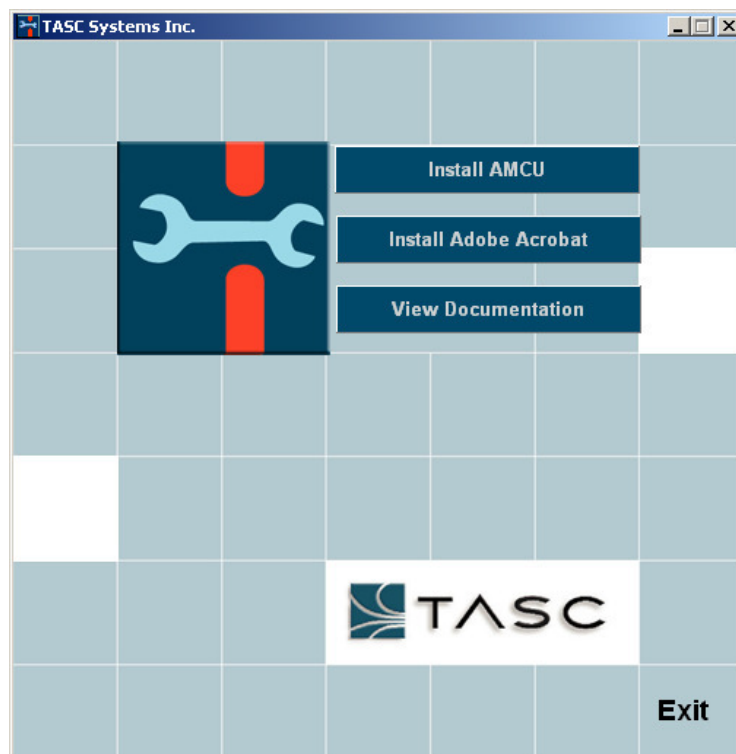 TASC Systems Inc.
Install AMCU
Install Adobe Acrobat
View Documentation
TASC
Exit